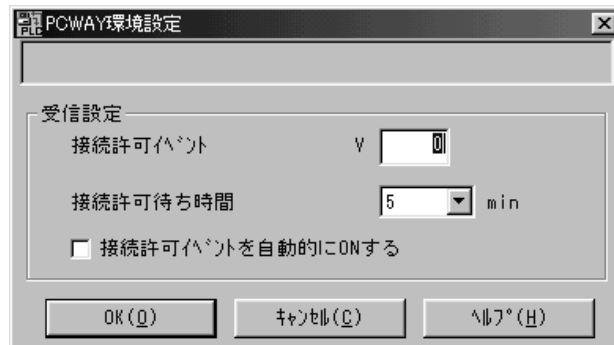 PLC PCWAY環境設定
受信設定
接続許可ｲﾍﾞﾝﾄ V 0
接続許可待ち時間 5 min
接続許可ｲﾍﾞﾝﾄを自動的にONする
OK(O) ｷｬﾝｾﾙ(C) ﾍﾙﾌﾟ(H)